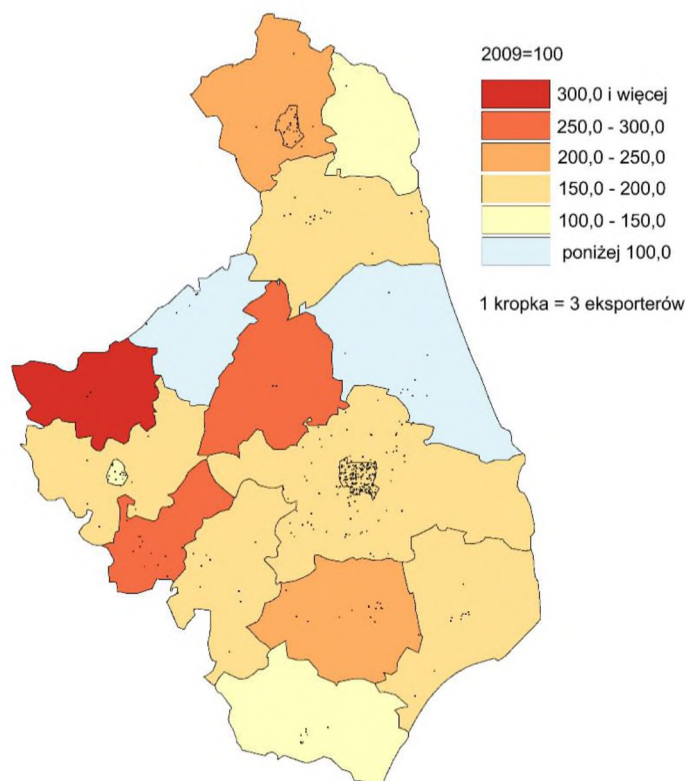 2009=100
300,0 i więcej
250,0 - 300,0
200,0 - 250,0
150,0 - 200,0
100,0 - 150,0
poniżej 100,0
1 kropka = 3 eksporterów